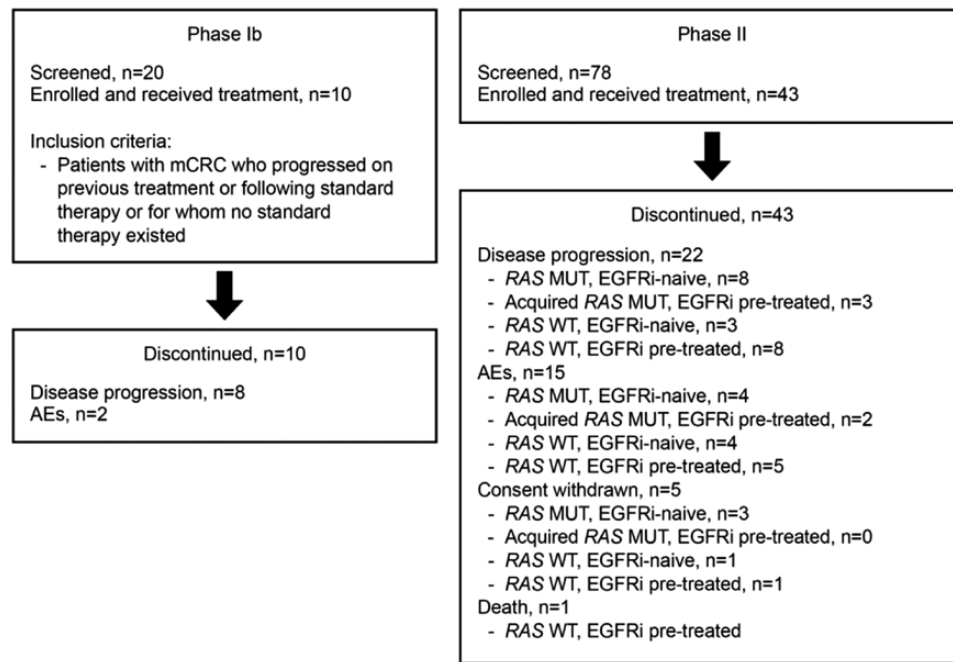 Phase Ib
Screened, n=20
Enrolled and received treatment, n=10
Inclusion criteria:
- Patients with mCRC who progressed on
previous treatment or following standard
therapy or for whom no standard
therapy existed
Discontinued, n=10
Disease progression, n=8
AEs, n=2
Phase II
Screened, n=78
Enrolled and received treatment, n=43
Discontinued, n=43
Disease progression, n=22
- RAS MUT, EGFRi-naive, n=8
- Acquired RAS MUT, EGFRi pre-treated, n=3
- RAS WT, EGFRi-naive, n=3
- RAS WT, EGFRi pre-treated, n=8
AEs, n=15
- RAS MUT, EGFRi-naive, n=4
- Acquired RAS MUT, EGFRi pre-treated, n=2
- RAS WT, EGFRi-naive, n=4
- RAS WT, EGFRi pre-treated, n=5
Consent withdrawn, n=5
- RAS MUT, EGFRi-naive, n=3
- Acquired RAS MUT, EGFRi pre-treated, n=0
- RAS WT, EGFRi-naive, n=1
- RAS WT, EGFRi pre-treated, n=1
Death, n=1
- RAS WT, EGFRi pre-treated